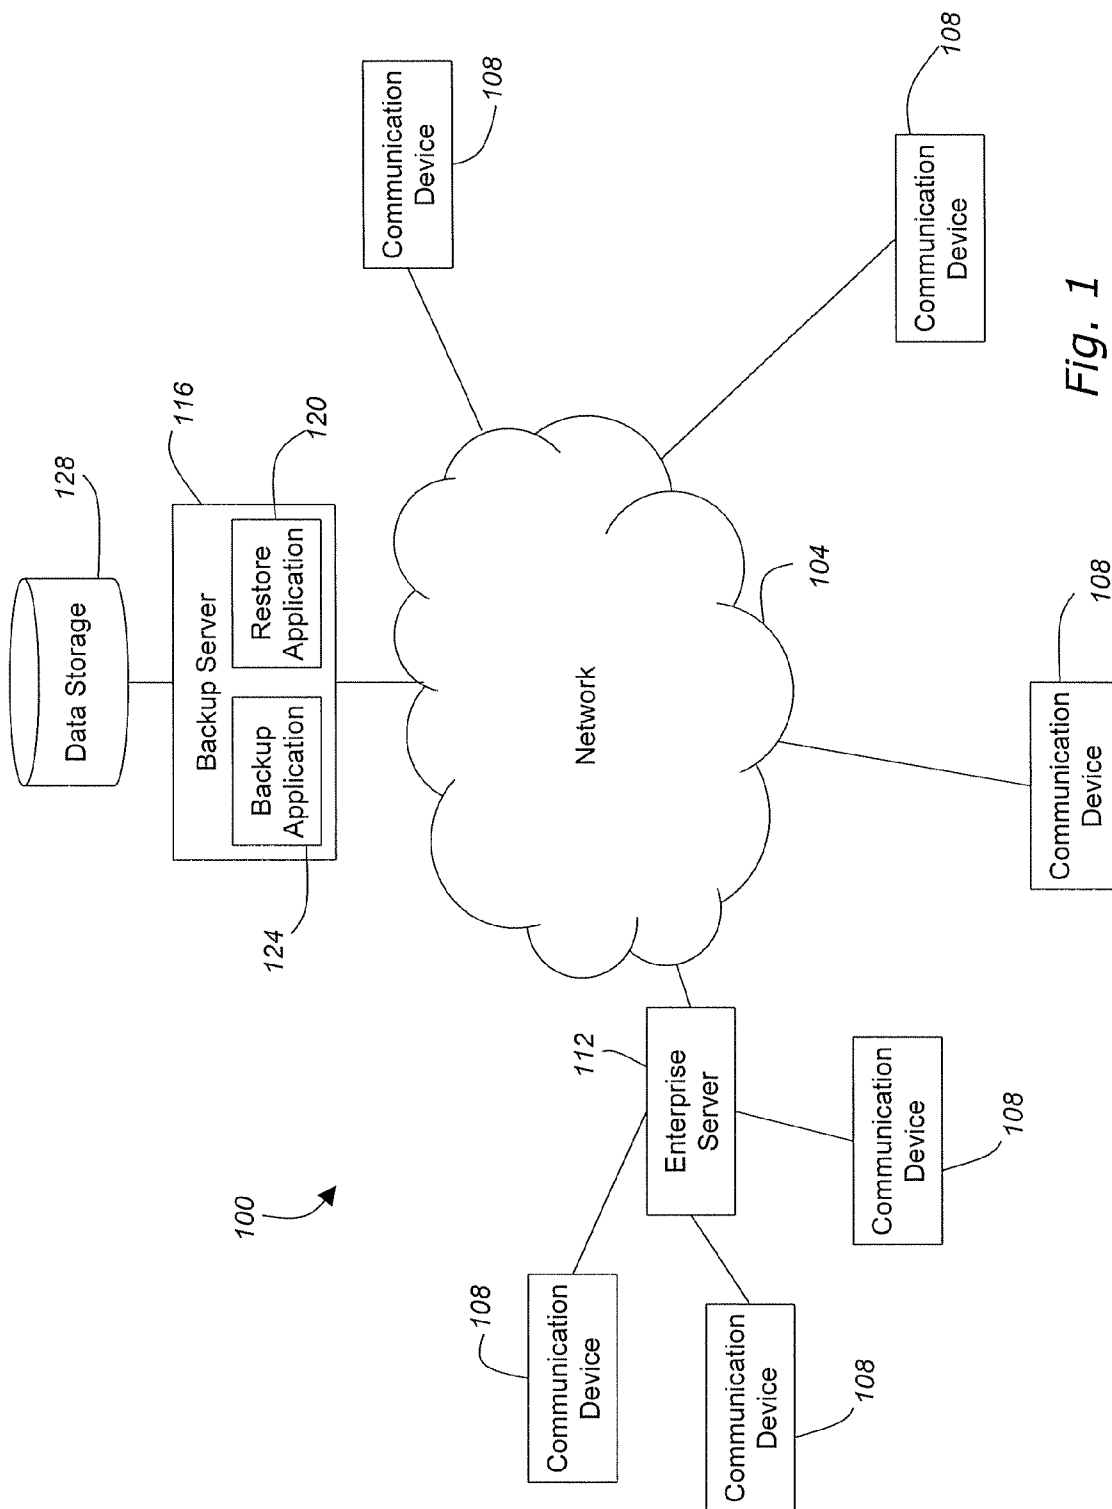 Data Storage
128
116
Backup Server
Backup
Application
Restore
Application
124
120
100
Communication
Device
108
108
Communication
Device
112
Network
Enterprise
Server
Communication
Device
108
104
Communication
Device
108
Communication
Device
108
108
Communication
Device
Fig. 1